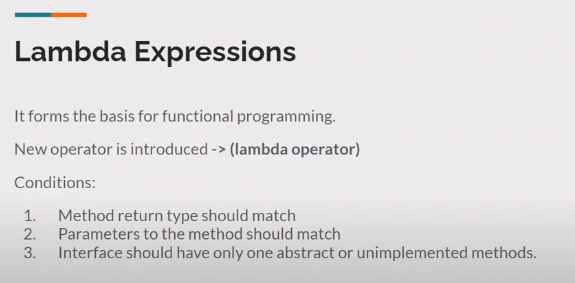 Lambda Expressions
It forms the basis for functional programming.
New operator is introduced -> (lambda operator)
Conditions:
1. Method return type should match
2. Parameters to the method should match
3. Interface should have only one abstract or unimplemented methods.